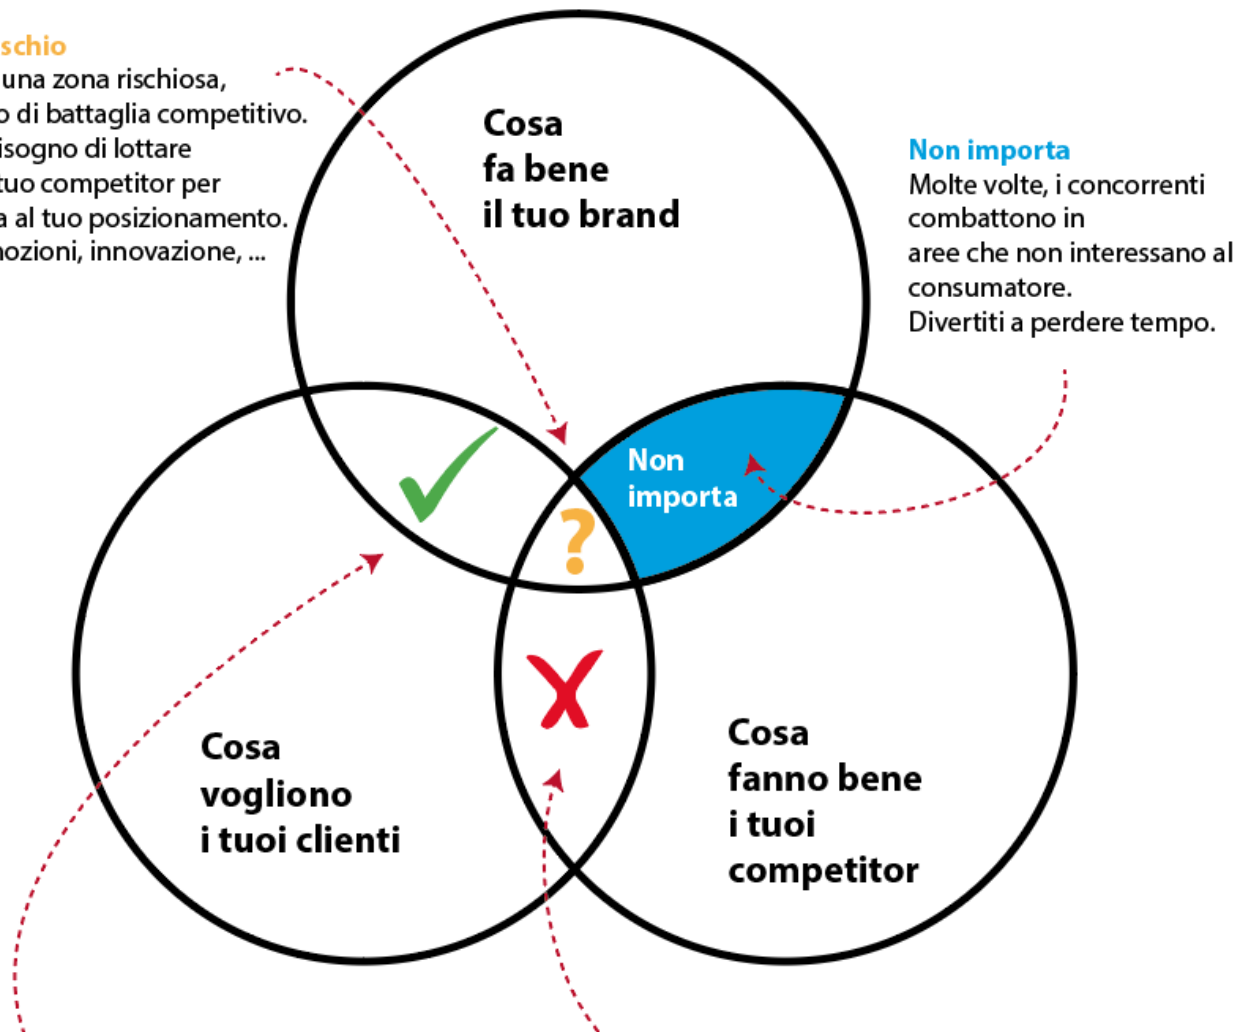 schio
una zona rischiosa,
o di battaglia competitivo.
isogno di lottare
tuo competitor per
a al tuo posizionamento.
nozioni, innovazione, ...
Cosa
fa bene
il tuo brand
Non importa
Molte volte, i concorrenti
combattono in
aree che non interessano al
consumatore.
Divertiti a perdere tempo.
Non
importa
?
Cosa
vogliono
i tuoi clienti
Cosa
fanno bene
i tuoi
competitor